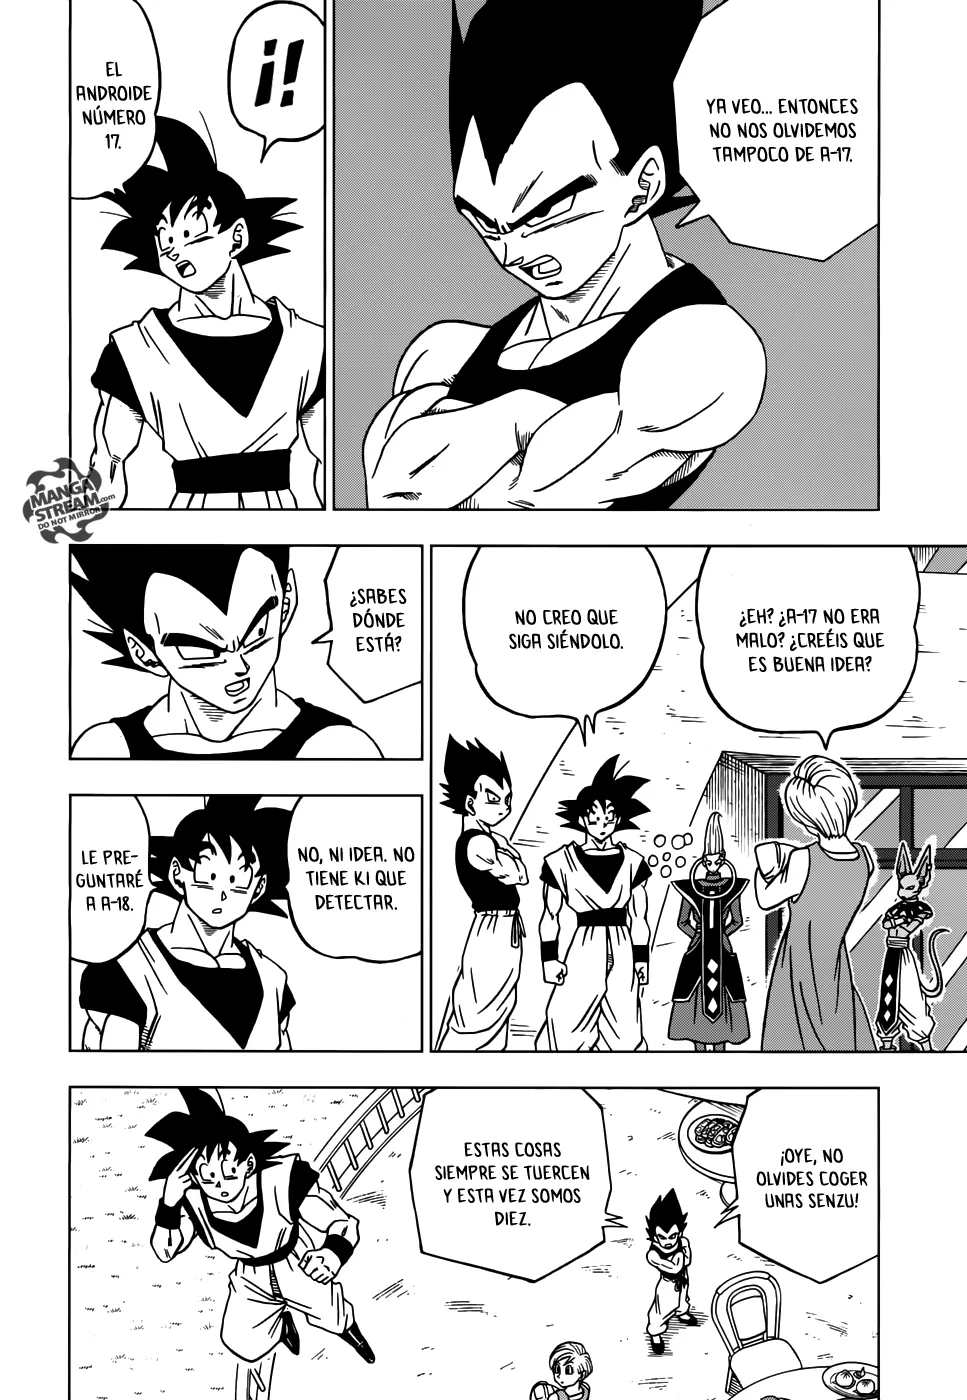 YA VEO... ENTONCES
NO NOS OLVIDEMOS
TAMPOCO DE A-17.
¡!
EL
ANDROIDE
NÚMERO
17.
MANGA
STREAM.com
DO NOT MIRROR
¿EH? ¿A-17 NO ERA
MALO? ¿CREÉIS QUE
ES BUENA IDEA?
NO CREO QUE
SIGA SIÉNDOLO.
¿SABES
DÓNDE
ESTÁ?
NO, NI IDEA. NO
TIENE KI QUE
DETECTAR.
LE PRE-
GUNTARÉ
A A-18.
¡OYE, NO
OLVIDES COGER
UNAS SENZU!
ESTAS COSAS
SIEMPRE SE TUERCEN
Y ESTA VEZ SOMOS
DIEZ.